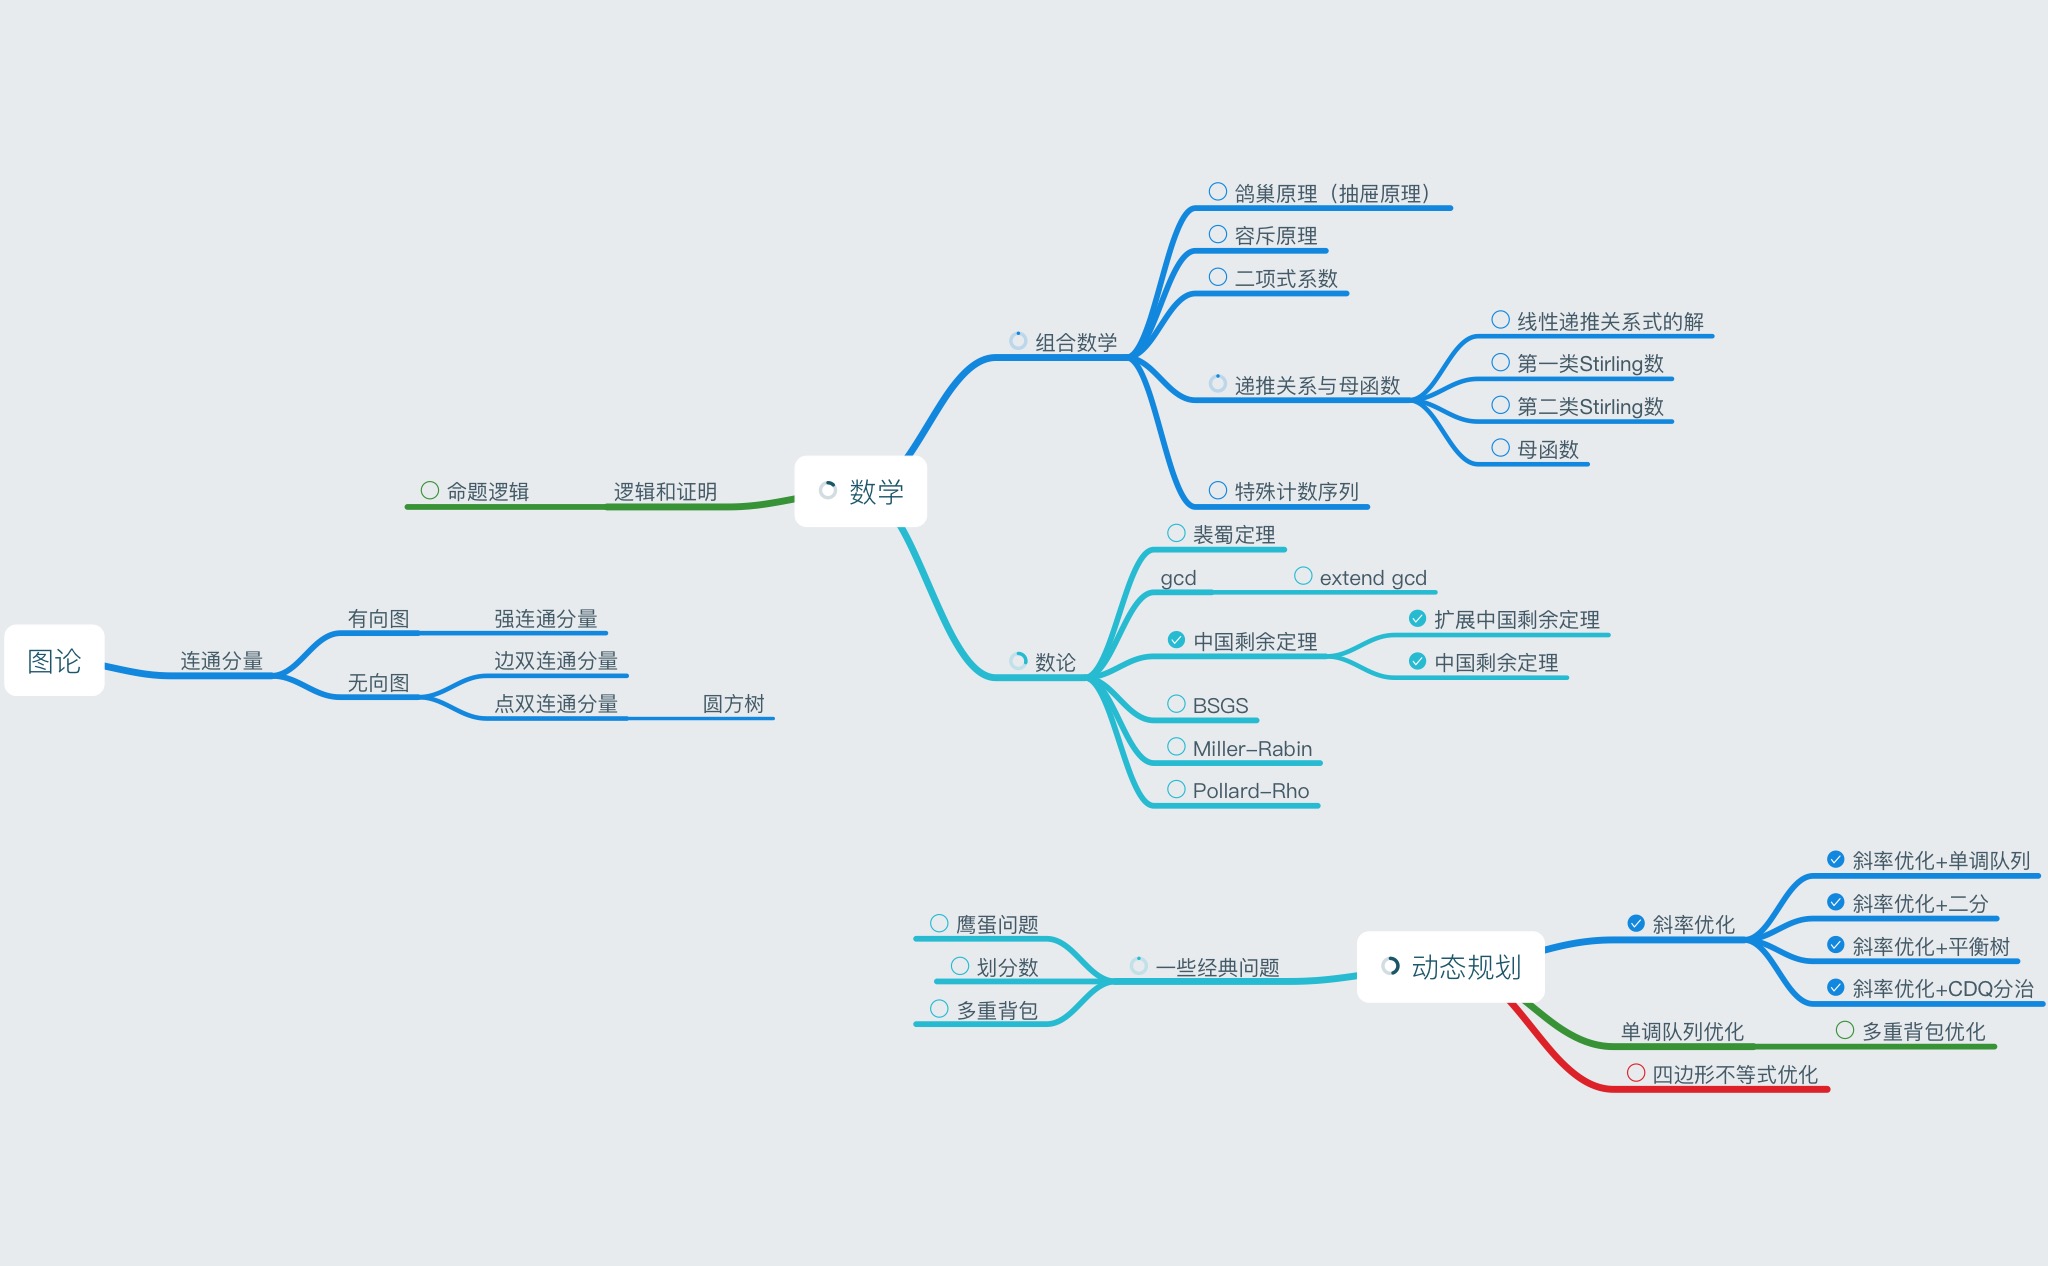 鸽巢原理（抽屉原理）
容斥原理
二项式系数
线性递推关系式的解
组合数学
第一类Stirling数
递推关系与母函数
第二类Stirling数
母函数
命题逻辑
逻辑和证明
数学
特殊计数序列
裴蜀定理
gcd
extend gcd
有向图
强连通分量
扩展中国剩余定理
中国剩余定理
图论
连通分量
边双连通分量
数论
中国剩余定理
无向图
点双连通分量
圆方树
BSGS
Miller–Rabin
Pollard–Rho
斜率优化+单调队列
斜率优化+二分
鹰蛋问题
斜率优化
斜率优化+平衡树
划分数
一些经典问题
动态规划
斜率优化+CDQ分治
多重背包
单调队列优化
多重背包优化
四边形不等式优化